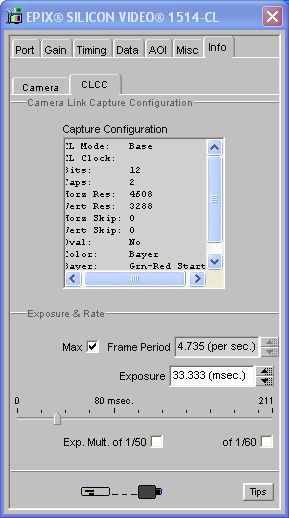 EPIX® SILICON VIDEO® 1514-CL
Port Gain Timing Data AOI Misc Info
Camera CLCC
Camera Link Capture Configuration
Capture Configuration
CL Mode: Base
CL Clock:
Bits: 12
Taps: 2
Horz Res: 4608
Vert Res: 3288
Horz Skip: 0
Vert Skip: 0
Dval: No
Color: Bayer
Bayer: Grn-Red Start
Exposure & Rate
Max Frame Period 4.735 (per sec.)
Exposure 33.333 (msec.)
0 80 msec. 211
Exp. Mult. of 1/50 of 1/60
Tips